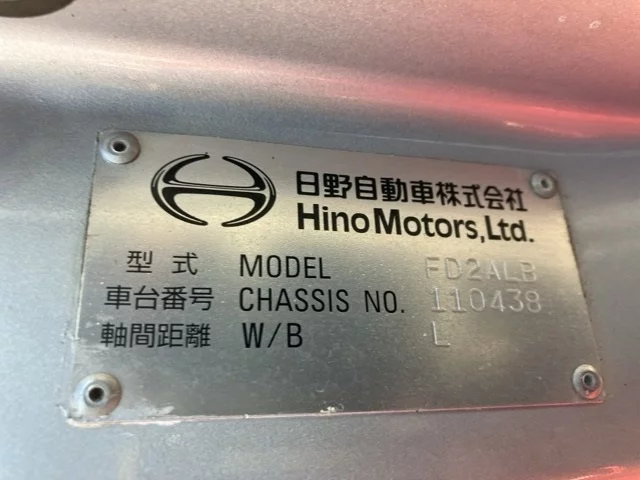 日野自動車株式会社
Hino Motors, Ltd.
型式 MODEL FD2ALB
車台番号 CHASSIS NO. 110438
軸間距離 W/B L